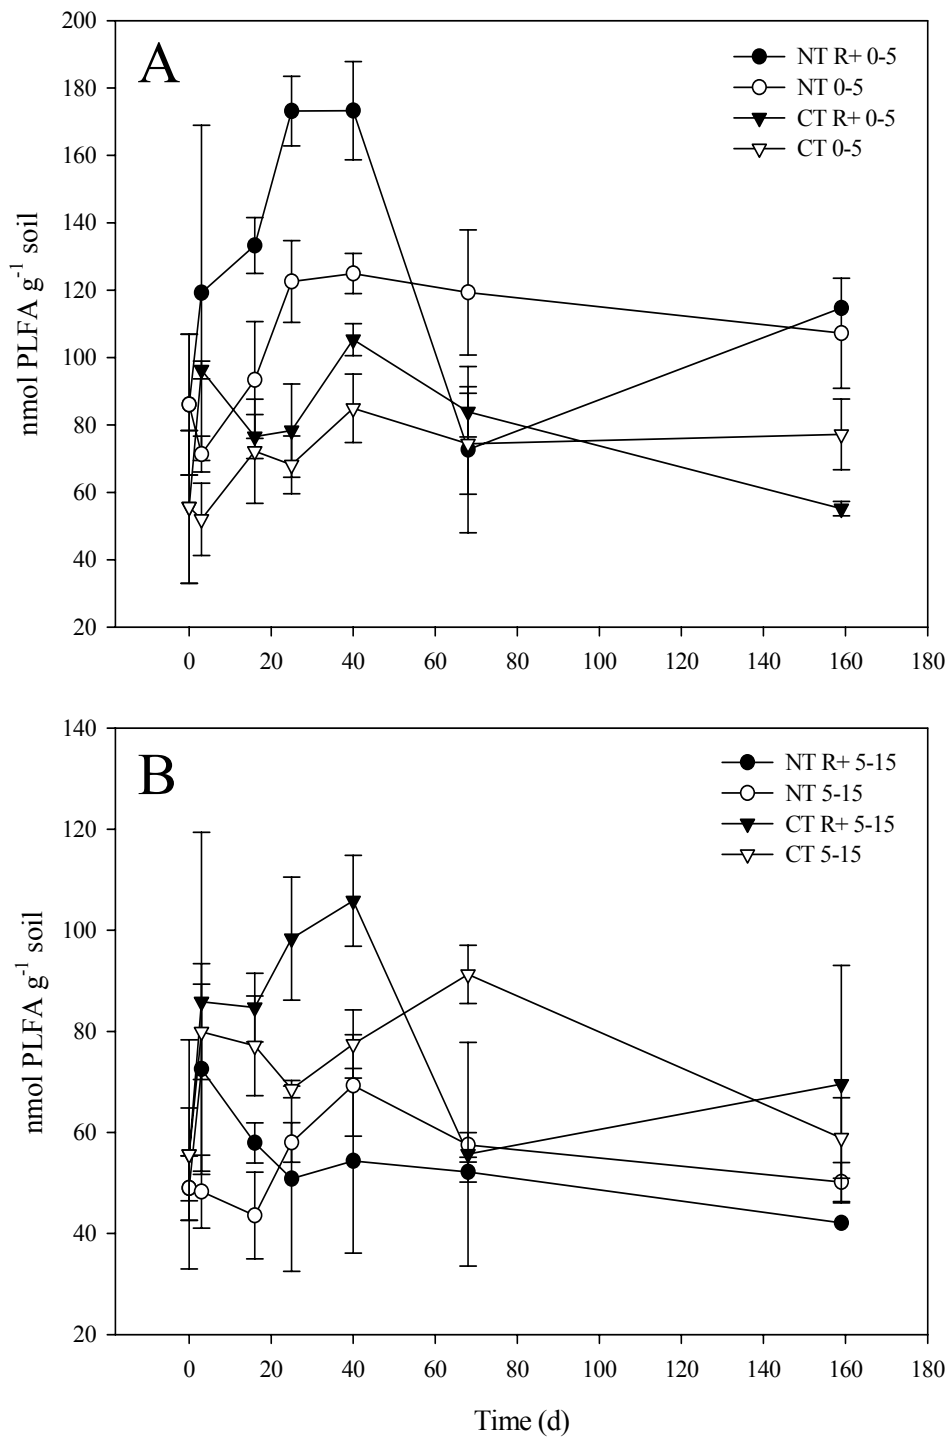 A
NT R+ 0-5
NT 0-5
CT R+ 0-5
CT 0-5
nmol PLFA g⁻¹ soil
200
180
160
140
120
100
80
60
40
20
0 20 40 60 80 100 120 140 160 180
B
NT R+ 5-15
NT 5-15
CT R+ 5-15
CT 5-15
nmol PLFA g⁻¹ soil
140
120
100
80
60
40
20
0 20 40 60 80 100 120 140 160 180
Time (d)